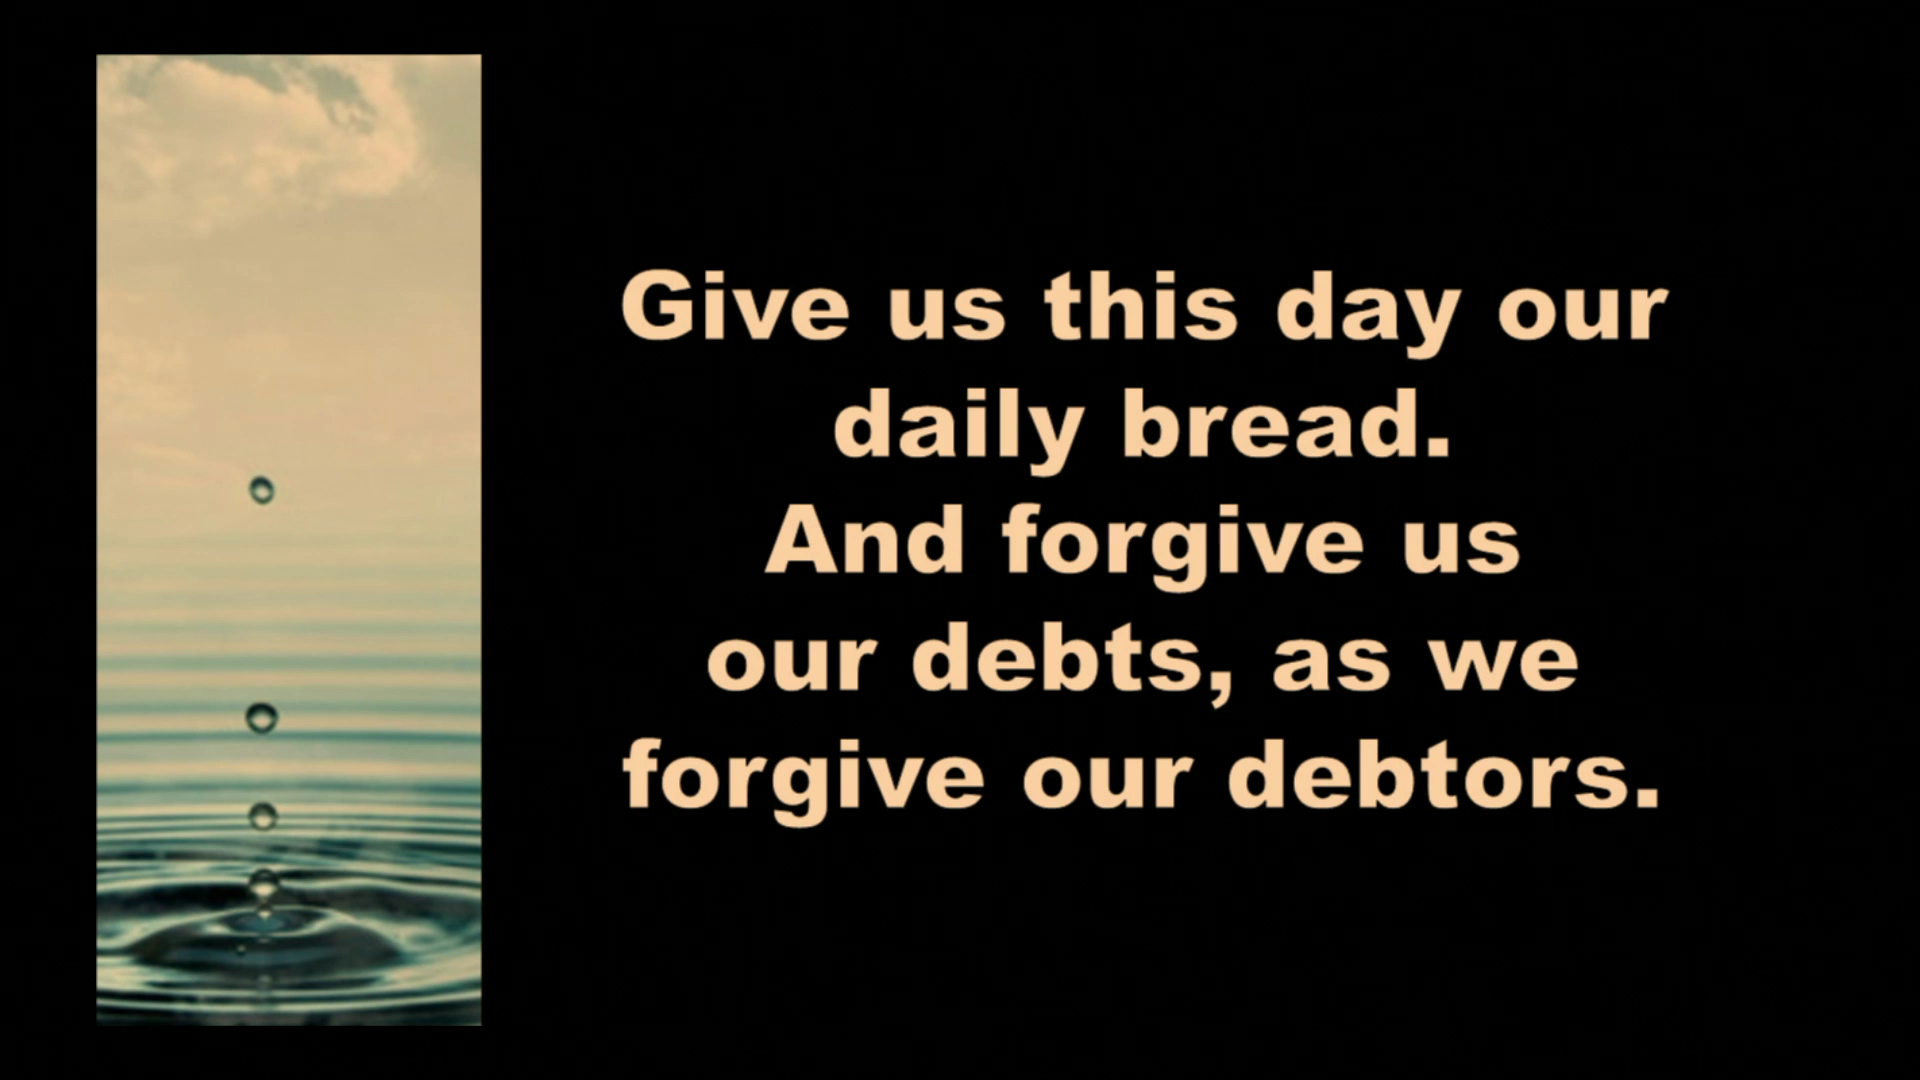 Give us this day our
daily bread.
And forgive us
our debts, as we
forgive our debtors.